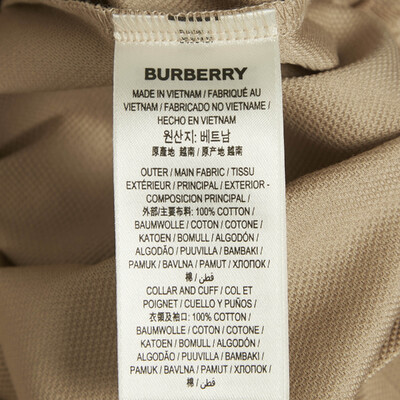 BURBERRY
MADE IN VIETNAM / FABRIQUÉ AU
VIETNAM / FABRICADO NO VIETNAME /
HECHO EN VIETNAM
원산지: 베트남
原產地 越南 / 原产地 越南
OUTER / MAIN FABRIC / TISSU
EXTÉRIEUR / PRINCIPAL / EXTERIOR -
COMPOSICIÓN PRINCIPAL /
外部/主要布料: 100% COTTON /
BAUMWOLLE / COTON / COTONE /
KATOEN / BOMULL / ALGODÓN /
ALGODÃO / PUUVILLA / BAMBAKI /
PAMUK / BAVLNA / PAMUT / ХЛОПОК /
棉 / قطن /
COLLAR AND CUFF / COL ET
POIGNET / CUELLO Y PUÑOS /
衣領及袖口: 100% COTTON /
BAUMWOLLE / COTON / COTONE /
KATOEN / BOMULL / ALGODÓN /
ALGODÃO / PUUVILLA / BAMBAKI /
PAMUK / BAVLNA / PAMUT / ХЛОПОК /
棉 / قطن /